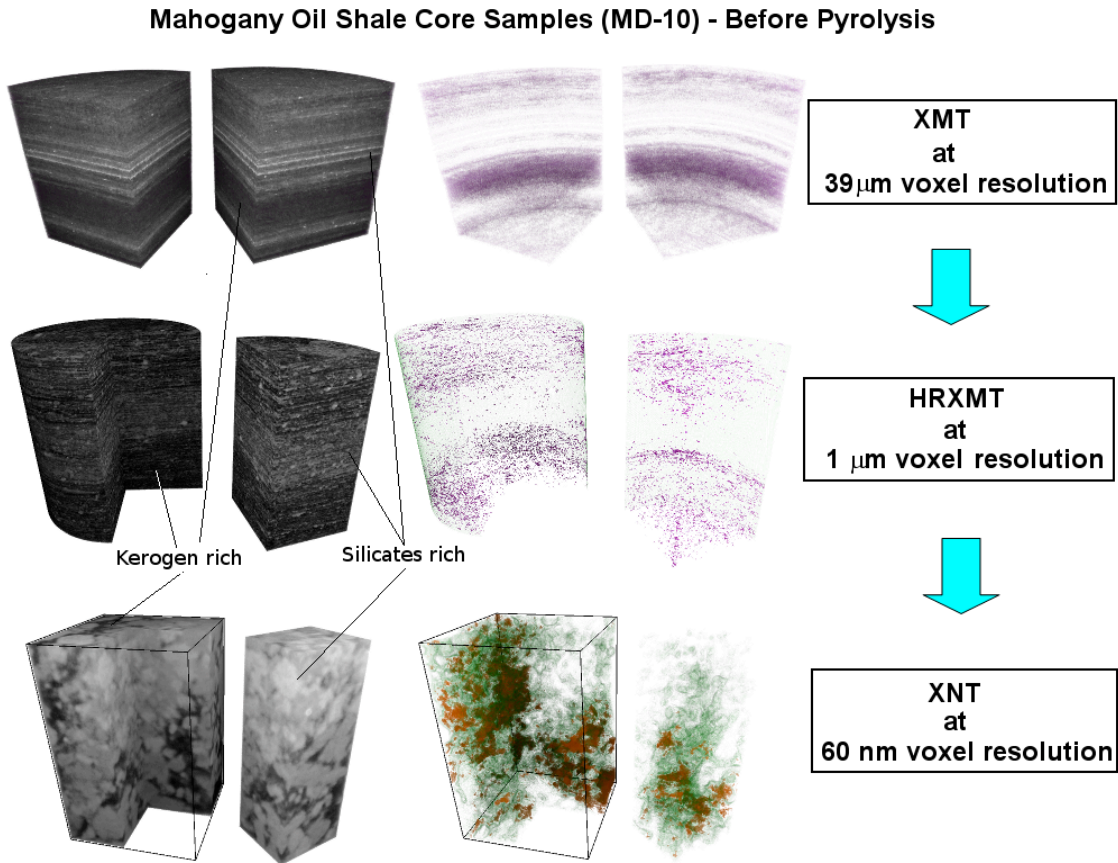 Mahogany Oil Shale Core Samples (MD-10) - Before Pyrolysis
XMT
at
39μm voxel resolution
HRXMT
at
1 μm voxel resolution
Kerogen rich
Silicates rich
XNT
at
60 nm voxel resolution